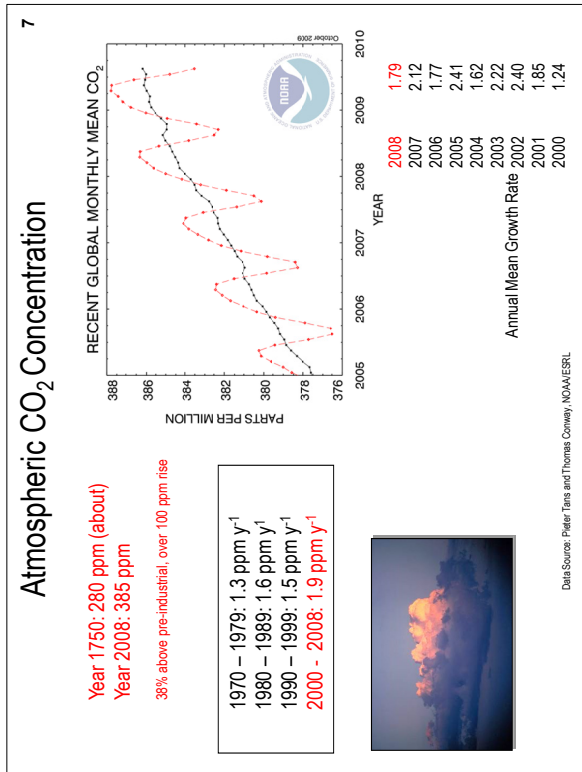 7
Atmospheric CO2 Concentration
Year 1750: 280 ppm (about)
Year 2008: 385 ppm
38% above pre-industrial, over 100 ppm rise
1970 – 1979: 1.3 ppm y-1
1980 – 1989: 1.6 ppm y1
1990 – 1999: 1.5 ppm y-1
2000 - 2008: 1.9 ppm y-1
RECENT GLOBAL MONTHLY MEAN CO2
October 2009
PARTS PER MILLION
388
386
384
382
380
378
376
2005
2006
2007
2008
2009
2010
YEAR
NOAA
Annual Mean Growth Rate
2008 1.79
2007 2.12
2006 1.77
2005 2.41
2004 1.62
2003 2.22
2002 2.40
2001 1.85
2000 1.24
Data Source: Pieter Tans and Thomas Conway, NOAA/ESRL